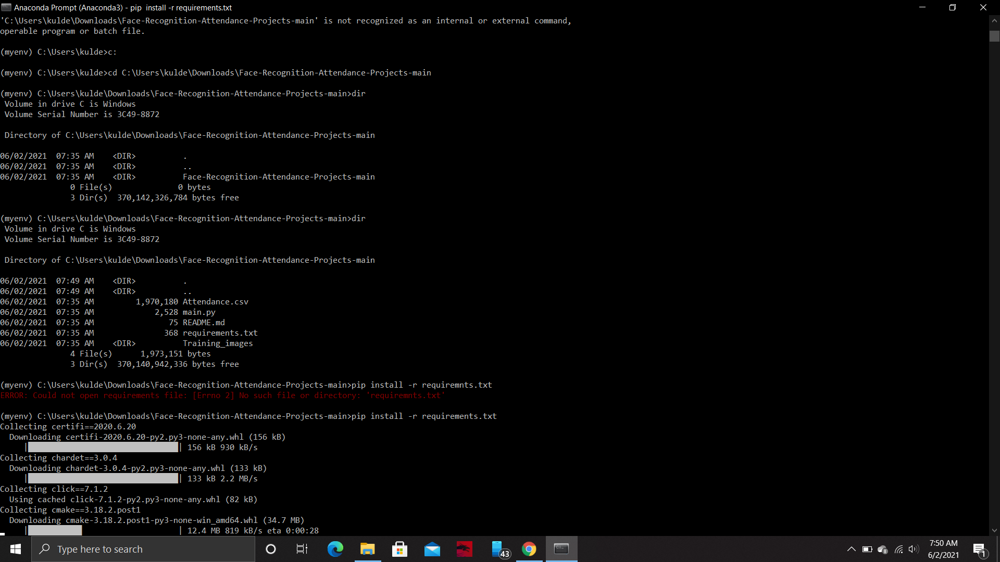 Anaconda Prompt (Anaconda3) - pip  install -r requirements.txt
'C:\Users\kulde\Downloads\Face-Recognition-Attendance-Projects-main' is not recognized as an internal or external command,
operable program or batch file.
(myenv) C:\Users\kulde>c:
(myenv) C:\Users\kulde>cd C:\Users\kulde\Downloads\Face-Recognition-Attendance-Projects-main
(myenv) C:\Users\kulde\Downloads\Face-Recognition-Attendance-Projects-main>dir
 Volume in drive C is Windows
 Volume Serial Number is 3C49-8872
 Directory of C:\Users\kulde\Downloads\Face-Recognition-Attendance-Projects-main
06/02/2021  07:35 AM    <DIR>          .
06/02/2021  07:35 AM    <DIR>          ..
06/02/2021  07:35 AM    <DIR>          Face-Recognition-Attendance-Projects-main
               0 File(s)              0 bytes
               3 Dir(s)  370,142,326,784 bytes free
(myenv) C:\Users\kulde\Downloads\Face-Recognition-Attendance-Projects-main>dir
 Volume in drive C is Windows
 Volume Serial Number is 3C49-8872
 Directory of C:\Users\kulde\Downloads\Face-Recognition-Attendance-Projects-main
06/02/2021  07:49 AM    <DIR>          .
06/02/2021  07:49 AM    <DIR>          ..
06/02/2021  07:35 AM         1,970,180 Attendance.csv
06/02/2021  07:35 AM             2,528 main.py
06/02/2021  07:35 AM                75 README.md
06/02/2021  07:35 AM               368 requirements.txt
06/02/2021  07:35 AM    <DIR>          Training_images
               4 File(s)      1,973,151 bytes
               3 Dir(s)  370,140,942,336 bytes free
(myenv) C:\Users\kulde\Downloads\Face-Recognition-Attendance-Projects-main>pip install -r requiremnts.txt
ERROR: Could not open requirements file: [Errno 2] No such file or directory: 'requiremnts.txt'
(myenv) C:\Users\kulde\Downloads\Face-Recognition-Attendance-Projects-main>pip install -r requirements.txt
Collecting certifi==2020.6.20
  Downloading certifi-2020.6.20-py2.py3-none-any.whl (156 kB)
     |                                | 156 kB 930 kB/s
Collecting chardet==3.0.4
  Downloading chardet-3.0.4-py2.py3-none-any.whl (133 kB)
     |                                | 133 kB 2.2 MB/s
Collecting click==7.1.2
  Using cached click-7.1.2-py2.py3-none-any.whl (82 kB)
Collecting cmake==3.18.2.post1
  Downloading cmake-3.18.2.post1-py3-none-win_amd64.whl (34.7 MB)
     |                                | 12.4 MB 819 kB/s eta 0:00:28
Type here to search
43
7:50 AM
6/2/2021
1